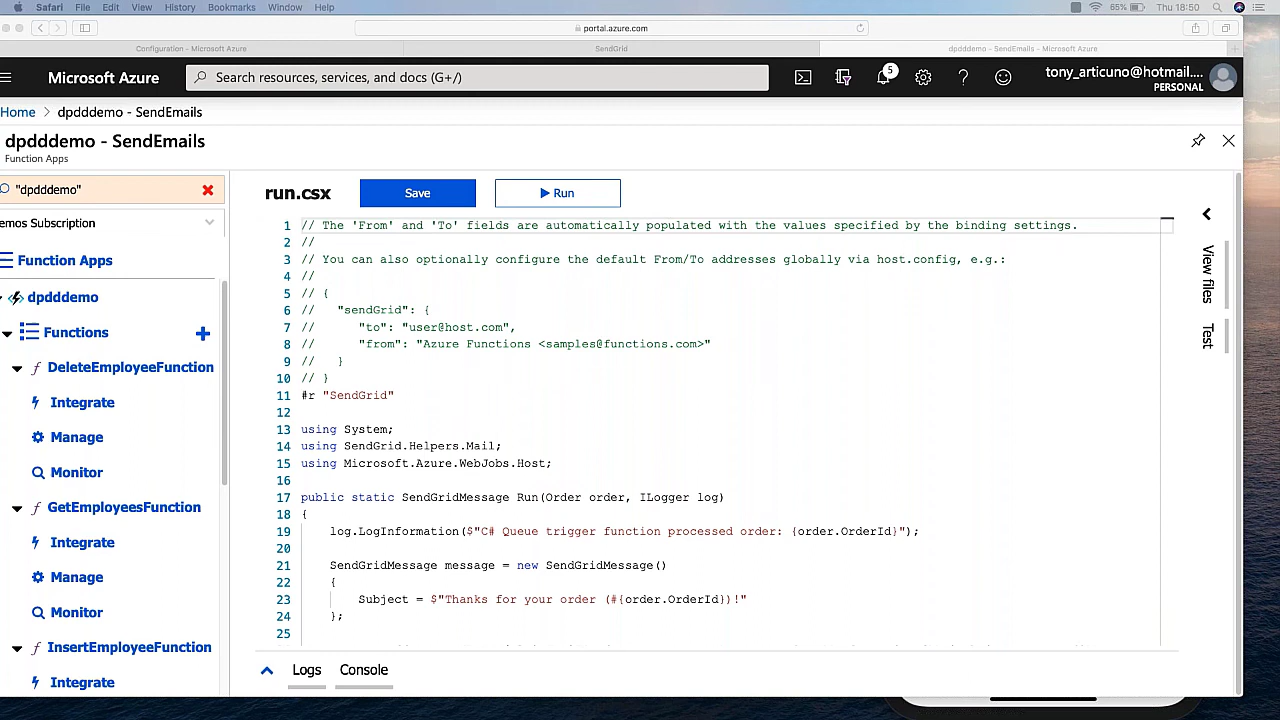 Safari File Edit View History Bookmarks Window Help 65% Thu 18:50
portal.azure.com
Configuration - Microsoft Azure SendGrid dpdddemo - SendEmails - Microsoft Azure
Microsoft Azure Search resources, services, and docs (G+/) 5 tony_articuno@hotmail....
PERSONAL
Home > dpdddemo - SendEmails
dpdddemo - SendEmails
Function Apps
"dpdddemo"
emos Subscription
Function Apps
dpdddemo
Functions
DeleteEmployeeFunction
Integrate
Manage
Monitor
GetEmployeesFunction
Integrate
Manage
Monitor
InsertEmployeeFunction
Integrate
run.csx Save Run
1 // The 'From' and 'To' fields are automatically populated with the values specified by the binding settings.
2 //
3 // You can also optionally configure the default From/To addresses globally via host.config, e.g.:
4 //
5 // {
6 //   "sendGrid": {
7 //      "to": "user@host.com",
8 //      "from": "Azure Functions <samples@functions.com>"
9 //   }
10 // }
11 #r "SendGrid"
12
13 using System;
14 using SendGrid.Helpers.Mail;
15 using Microsoft.Azure.WebJobs.Host;
16
17 public static SendGridMessage Run(Order order, ILogger log)
18 {
19     log.LogInformation($"C# Queue trigger function processed order: {order.OrderId}");
20
21     SendGridMessage message = new SendGridMessage()
22     {
23         Subject = $"Thanks for your order (#{order.OrderId})!"
24     };
25
View files
Test
Logs Console